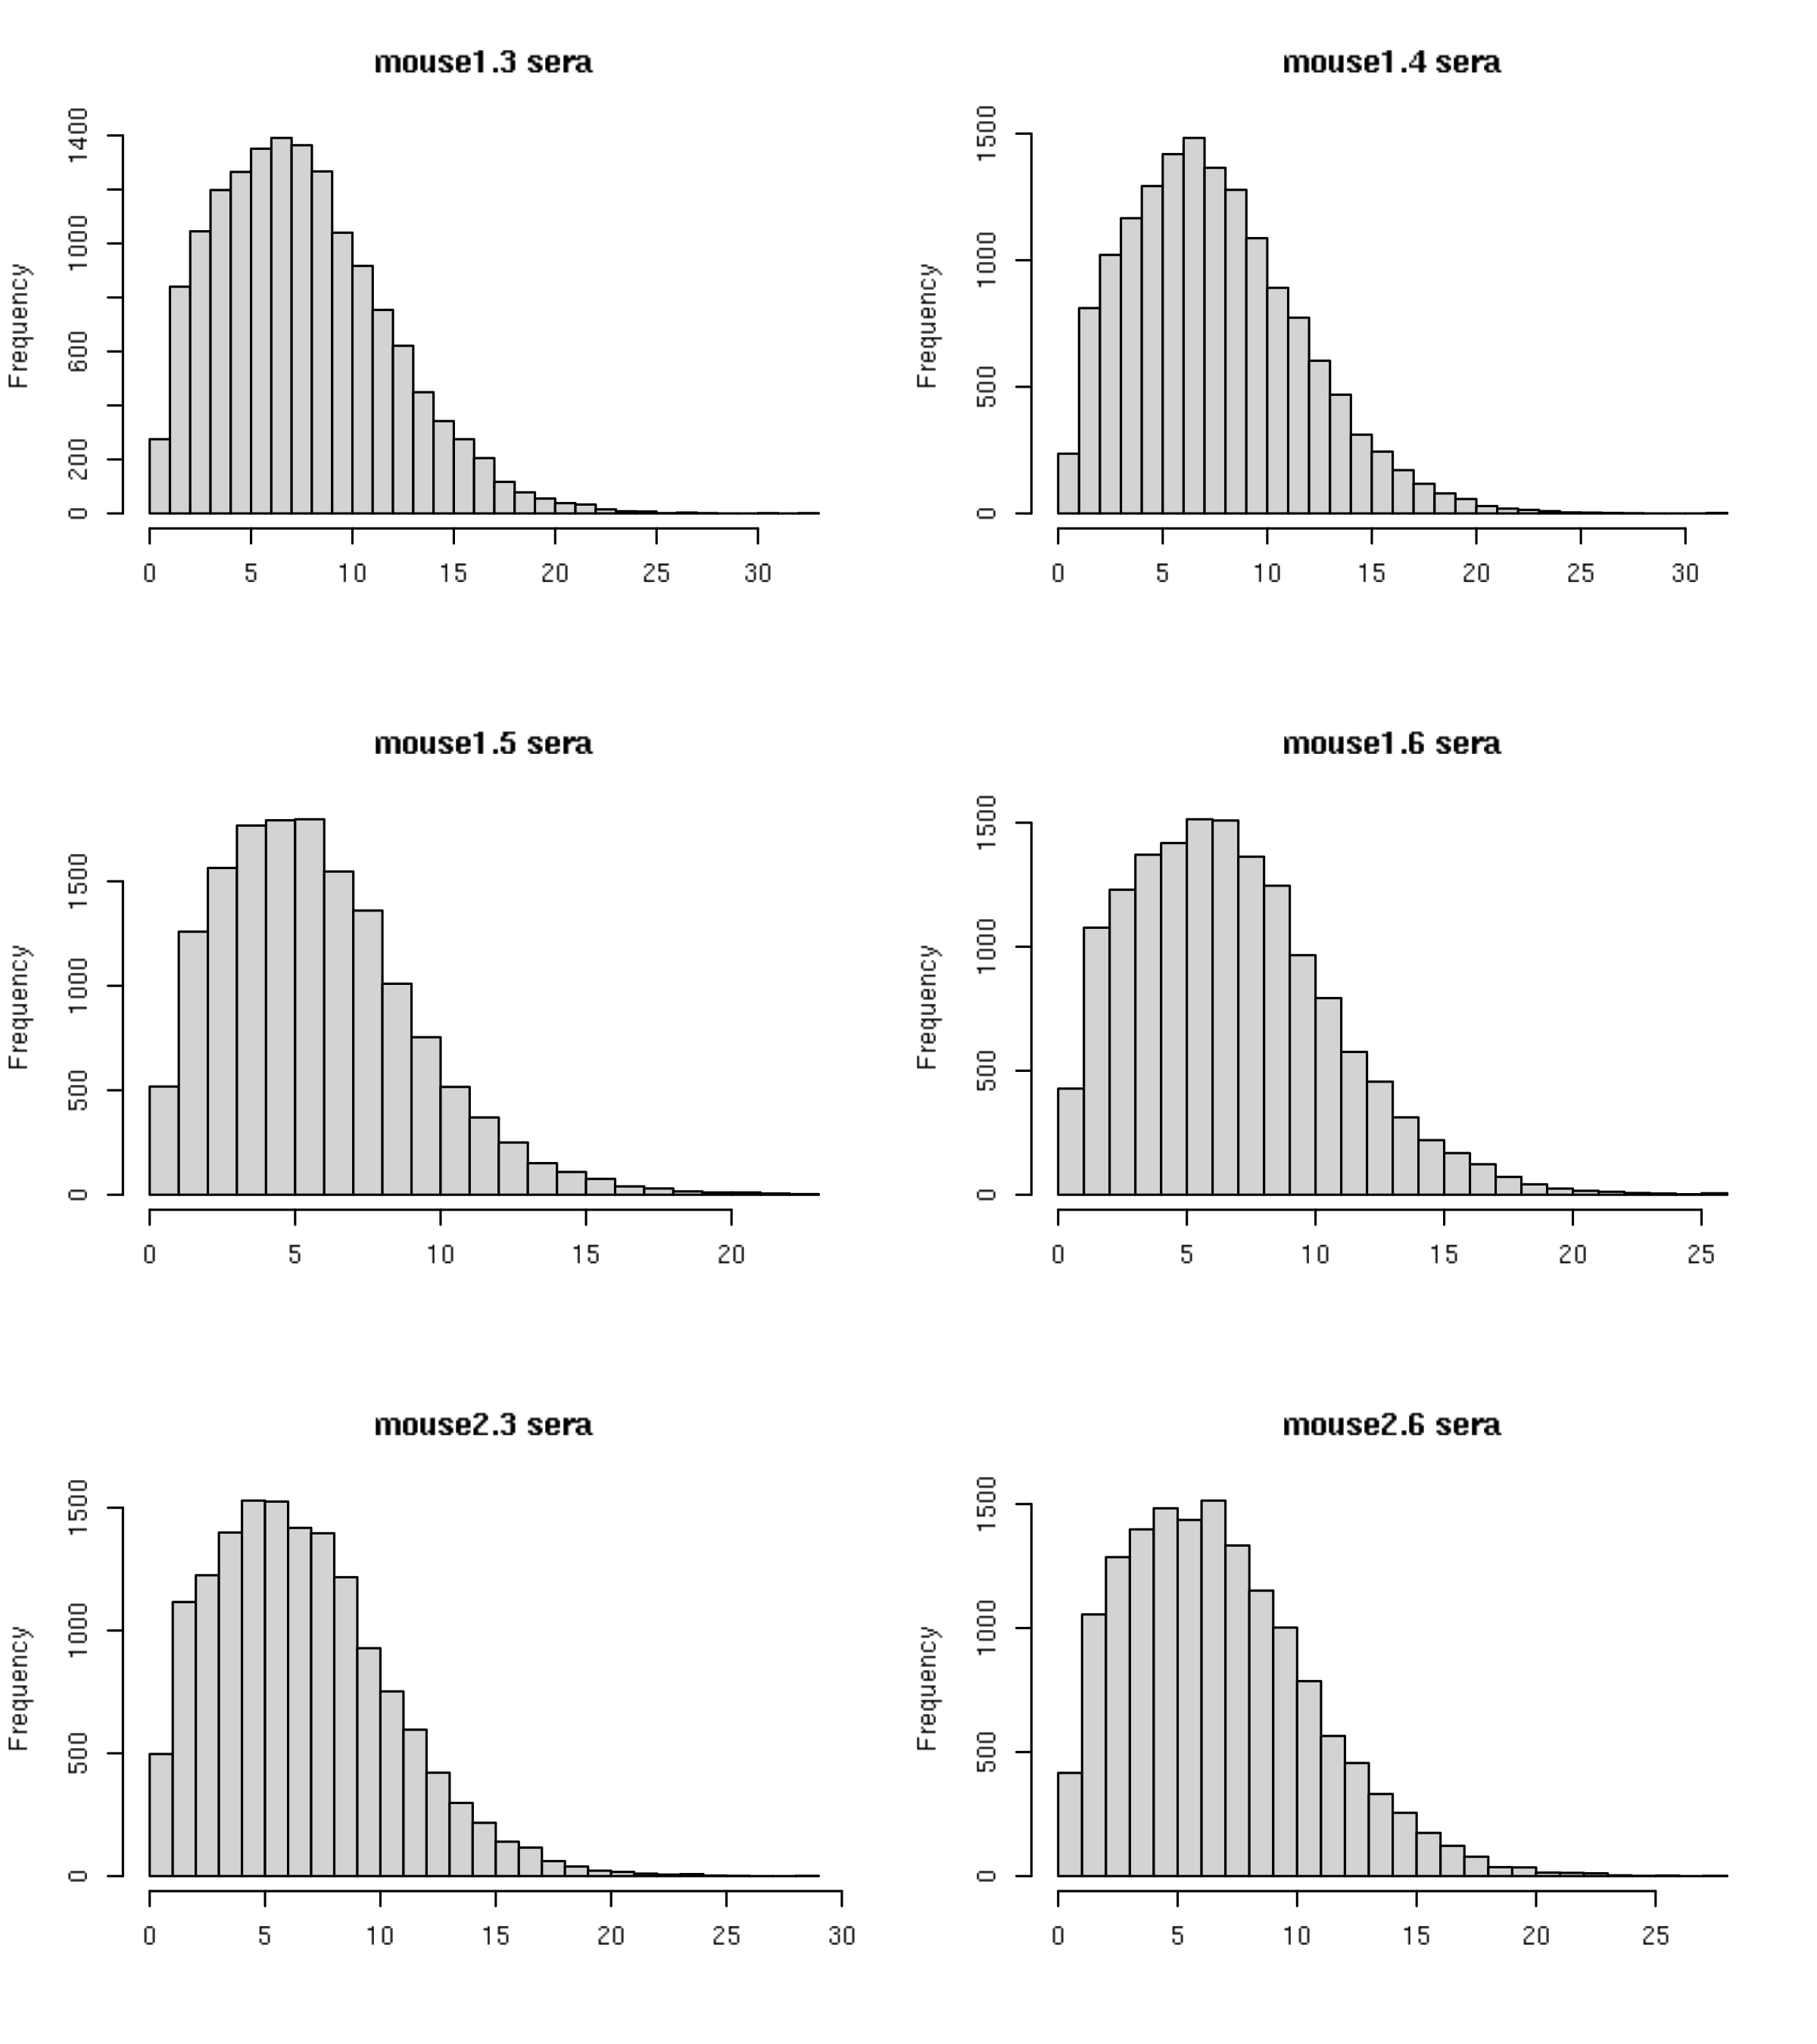 mouse1.3 sera
mouse1.4 sera
Frequency
0 200 600 1000 1400
0 5 10 15 20 25 30
Frequency
0 500 1000 1500
0 5 10 15 20 25 30
mouse1.5 sera
mouse1.6 sera
Frequency
0 500 1000 1500
0 5 10 15 20
Frequency
0 500 1000 1500
0 5 10 15 20 25
mouse2.3 sera
mouse2.6 sera
Frequency
0 500 1000 1500
0 5 10 15 20 25 30
Frequency
0 500 1000 1500
0 5 10 15 20 25